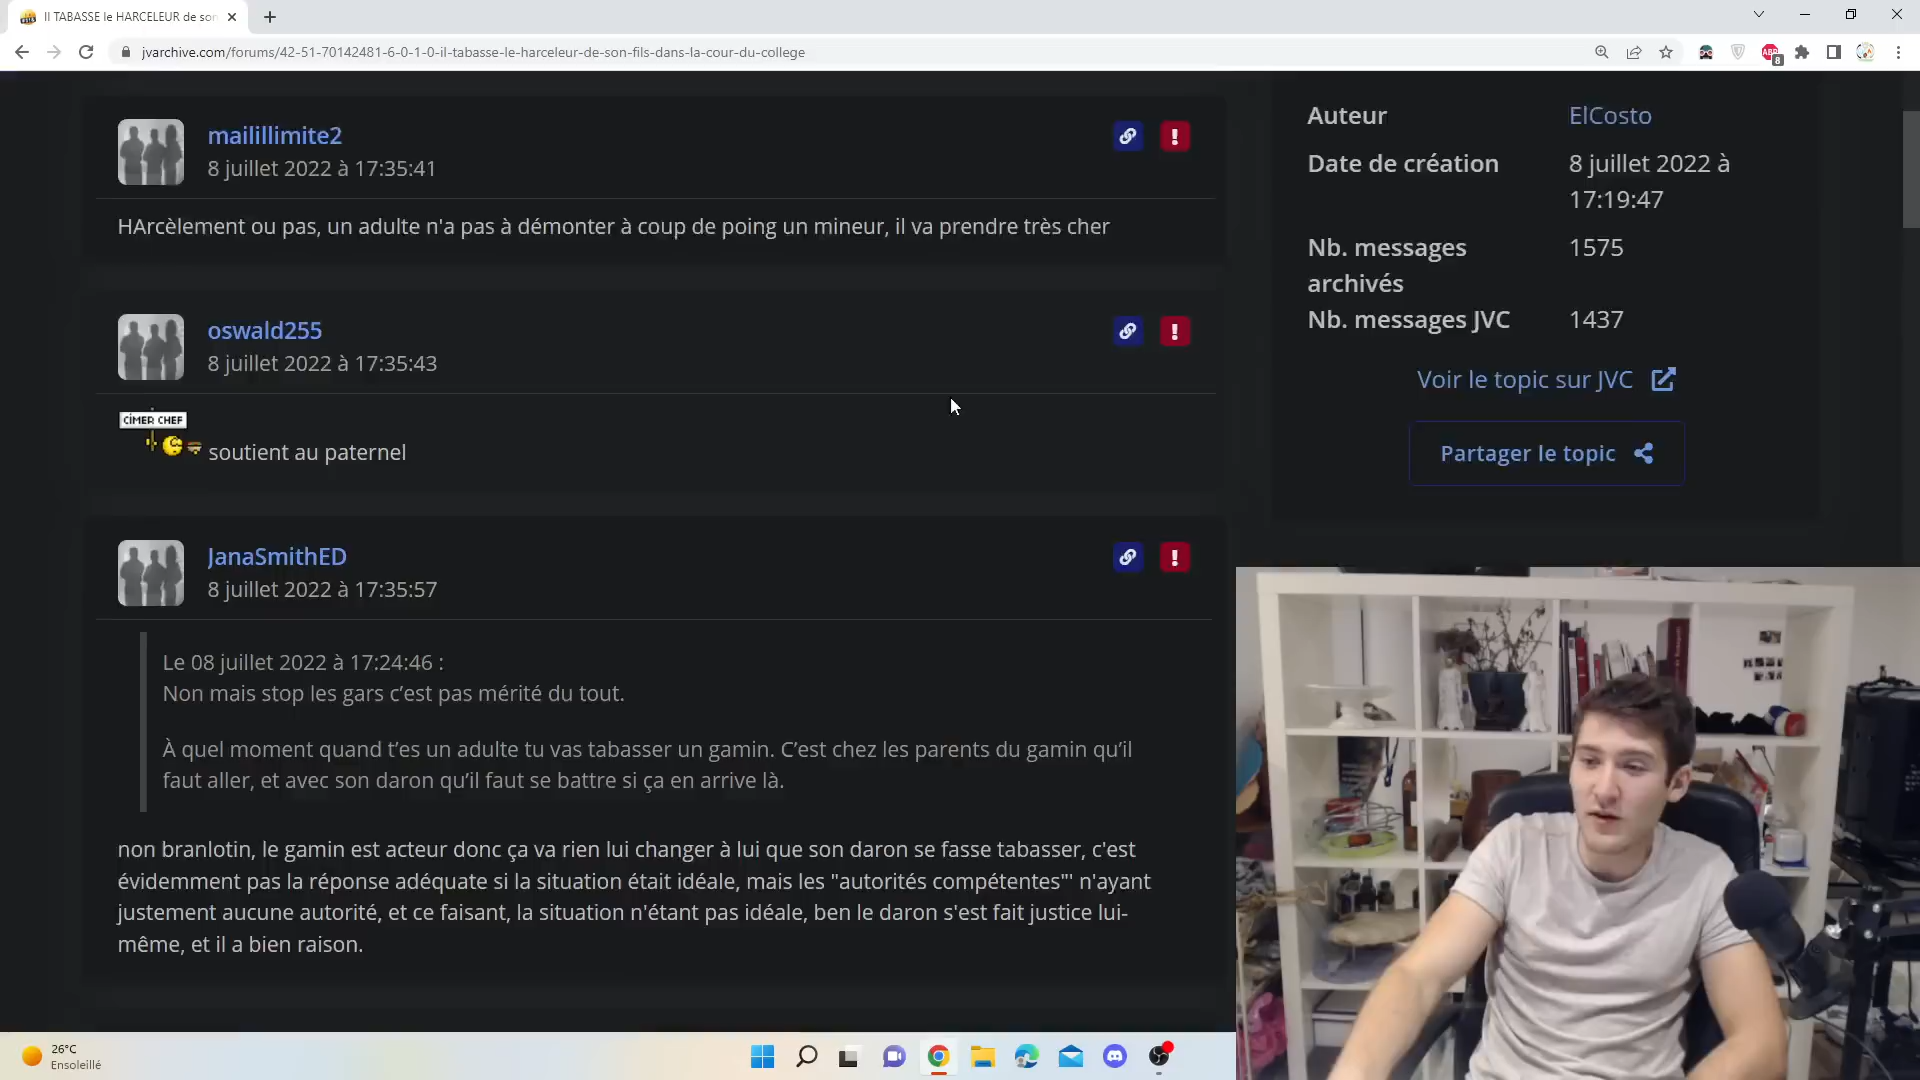 Il TABASSE le HARCELEUR de son
jvarchive.com/forums/42-51-70142481-6-0-1-0-il-tabasse-le-harceleur-de-son-fils-dans-la-cour-du-college
ABP
8
maililimite2
8 juillet 2022 à 17:35:41
HArcèlement ou pas, un adulte n'a pas à démonter à coup de poing un mineur, il va prendre très cher
oswald255
8 juillet 2022 à 17:35:43
CIMER CHEF
soutient au paternel
JanaSmithED
8 juillet 2022 à 17:35:57
Le 08 juillet 2022 à 17:24:46 :
Non mais stop les gars c’est pas mérité du tout.
À quel moment quand t’es un adulte tu vas tabasser un gamin. C’est chez les parents du gamin qu’il
faut aller, et avec son daron qu’il faut se battre si ça en arrive là.
non branlotin, le gamin est acteur donc ça va rien lui changer à lui que son daron se fasse tabasser, c'est
évidemment pas la réponse adéquate si la situation était idéale, mais les "autorités compétentes"' n'ayant
justement aucune autorité, et ce faisant, la situation n'étant pas idéale, ben le daron s'est fait justice lui-
même, et il a bien raison.
Auteur
ElCosto
Date de création
8 juillet 2022 à
17:19:47
Nb. messages
archivés
1575
Nb. messages JVC
1437
Voir le topic sur JVC
Partager le topic
26°C
Ensoleillé